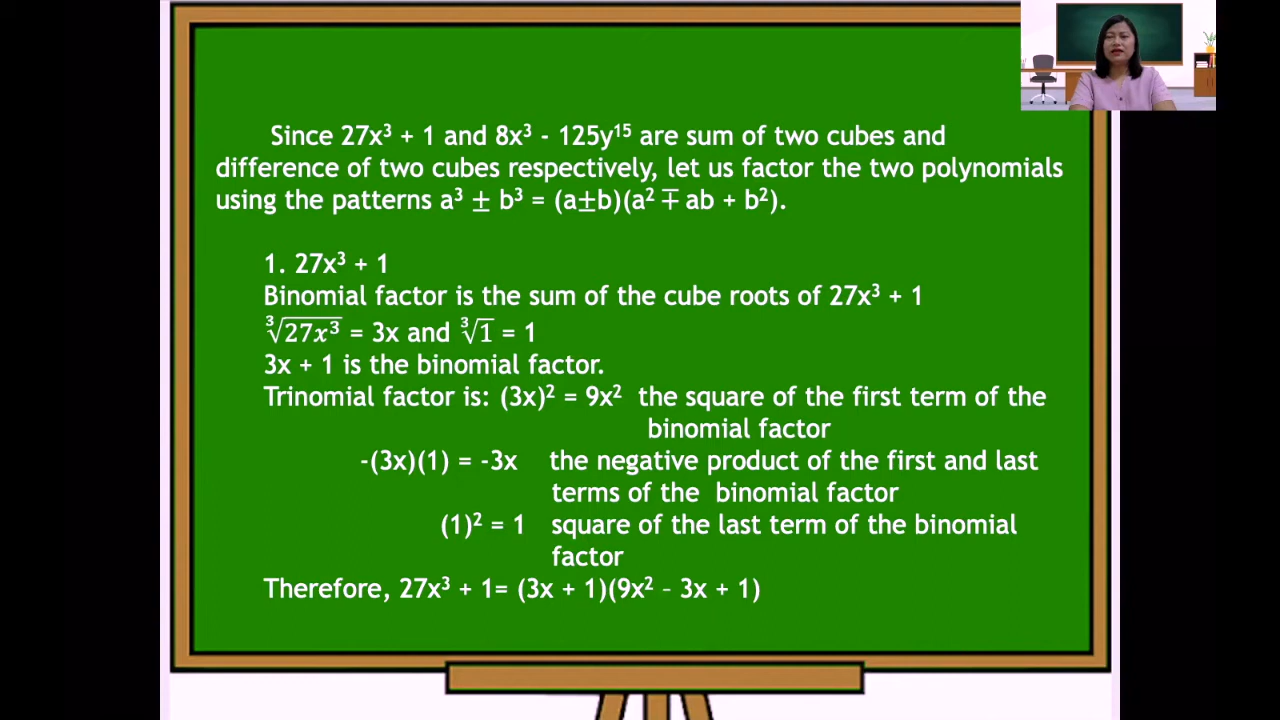 Since 27x³ + 1 and 8x³ - 125y¹⁵ are sum of two cubes and
difference of two cubes respectively, let us factor the two polynomials
using the patterns a³ ± b³ = (a±b)(a² ∓ ab + b²).
1. 27x³ + 1
Binomial factor is the sum of the cube roots of 27x³ + 1
∛27x³ = 3x and ∛1 = 1
3x + 1 is the binomial factor.
Trinomial factor is: (3x)² = 9x² the square of the first term of the
binomial factor
-(3x)(1) = -3x the negative product of the first and last
terms of the binomial factor
(1)² = 1 square of the last term of the binomial
factor
Therefore, 27x³ + 1= (3x + 1)(9x² – 3x + 1)